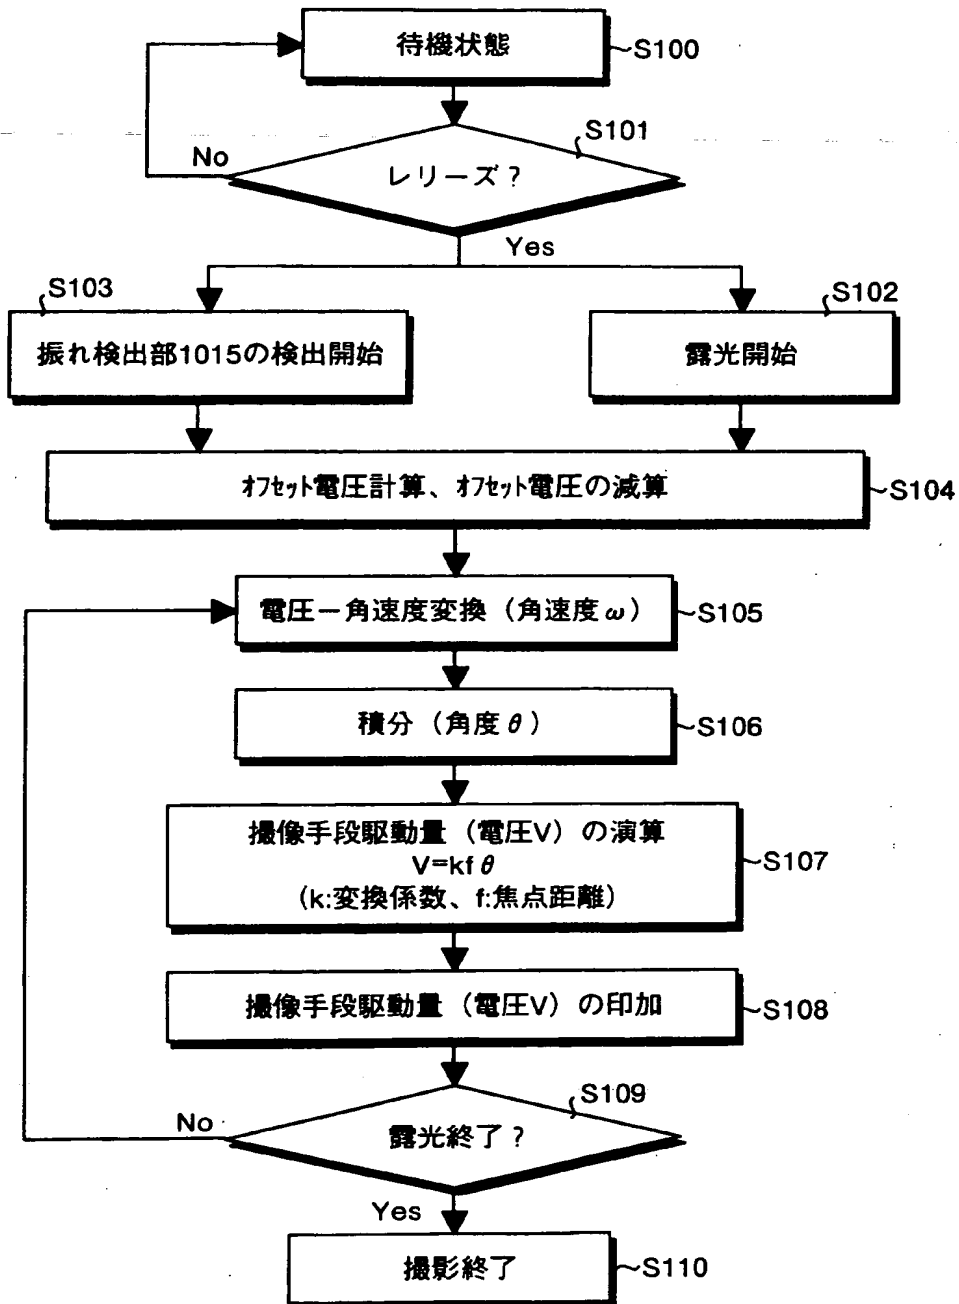 待機状態
S100
S101
No
レリーズ?
Yes
S103
S102
振れ検出部1015の検出開始
露光開始
オフセット電圧計算、オフセット電圧の減算
S104
電圧－角速度変換(角速度ω)
S105
積分(角度θ)
S106
撮像手段駆動量(電圧V)の演算
V=kfθ
(k:変換係数、f:焦点距離)
S107
撮像手段駆動量(電圧V)の印加
S108
S109
No
露光終了?
Yes
撮影終了
S110